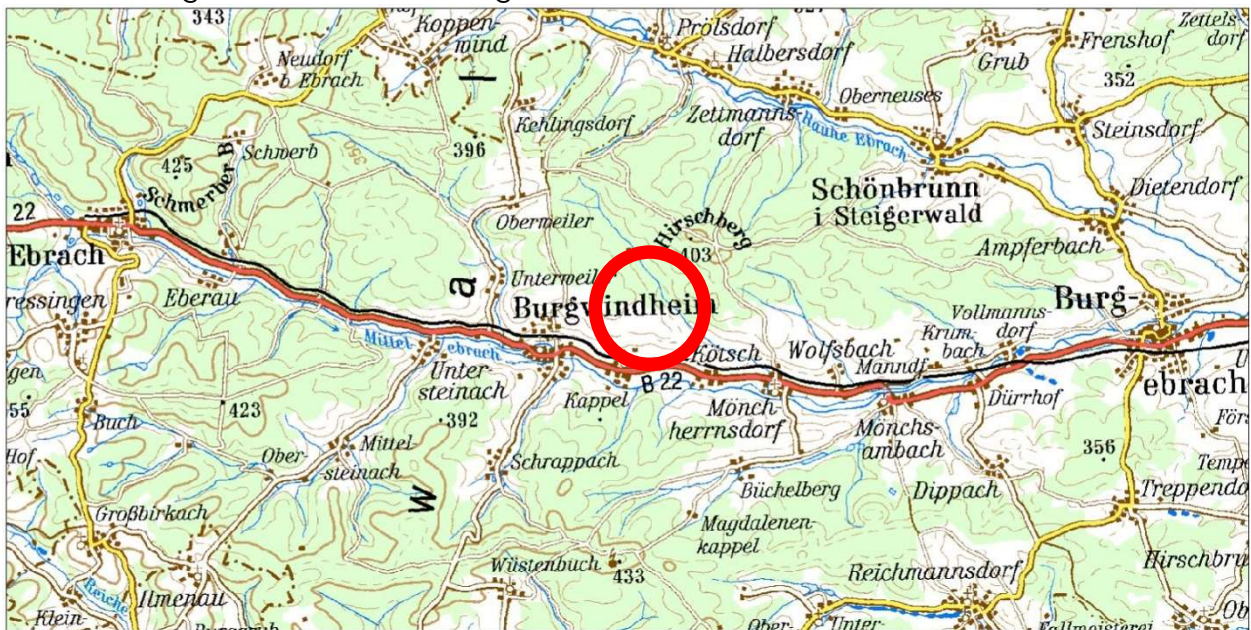 343
Koppen-
wind
Prölsdorf
Halbersdorf
Zettels-
dorf
Frenshof
Grub
352
Neudorf
b Ebrach
Kehlingsdorf
Zettmanns-
dorf
Oberneuses
Rauhe Ebrach
Steinsdorf
l
396
Schwerb
425
Schmerber B
350
Schönbrunn
i Steigerwald
Dietendorf
22
Obermeiler
Hirschberg
403
Ampferbach
Ebrach
Eberau
a
Burgwindheim
Burg-
ebrach
Vollmanns-
dorf
Krum-
bach
Mittel
ebrach
Unter-
steinach
392
Kappel
B 22
Kötsch
Wolfsbach
Manndf
Mönch-
herrnsdorf
Dürrhof
Mönchs-
ambach
423
Buch
55
Hof
Ober-
Mittel
steinach
Schrappach
356
Büchelberg
Dippach
Treppendo
w
Magdalenen-
kappel
Großbirkach
Wüstenbuch
433
Reichmannsdorf
Hirschbru
Reiche
Ilmenau
Klein-
Ober-
Unter-
Fallmeisterei
Ob